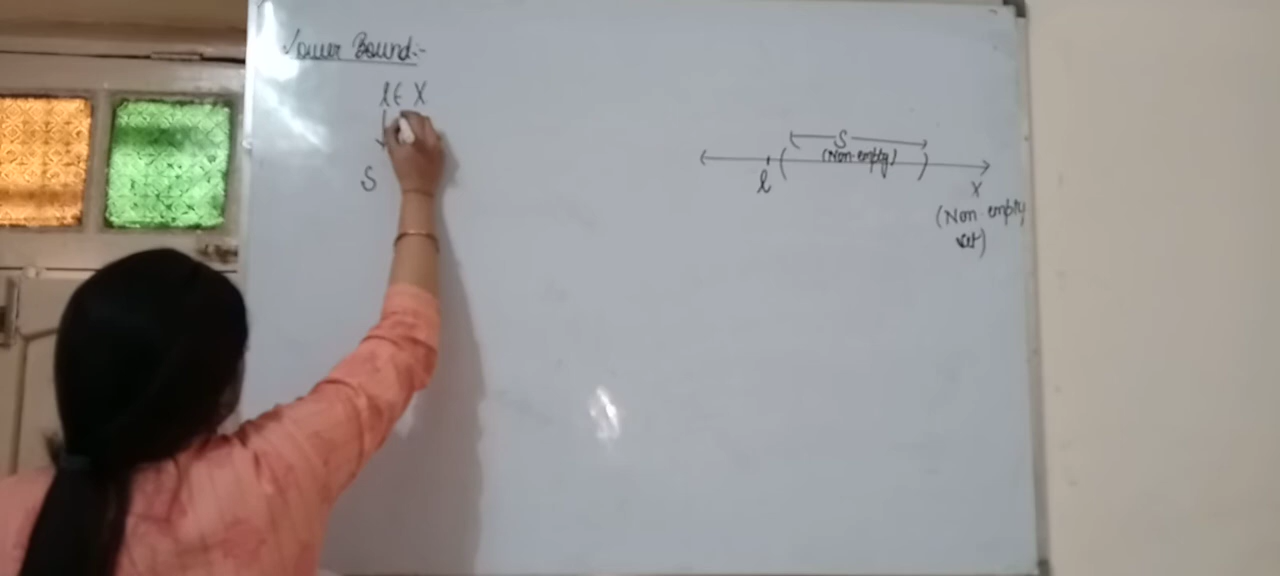 Lower Bound:-
l ∈ X
S
S
(Non empty)
l
X
(Non empty
set)